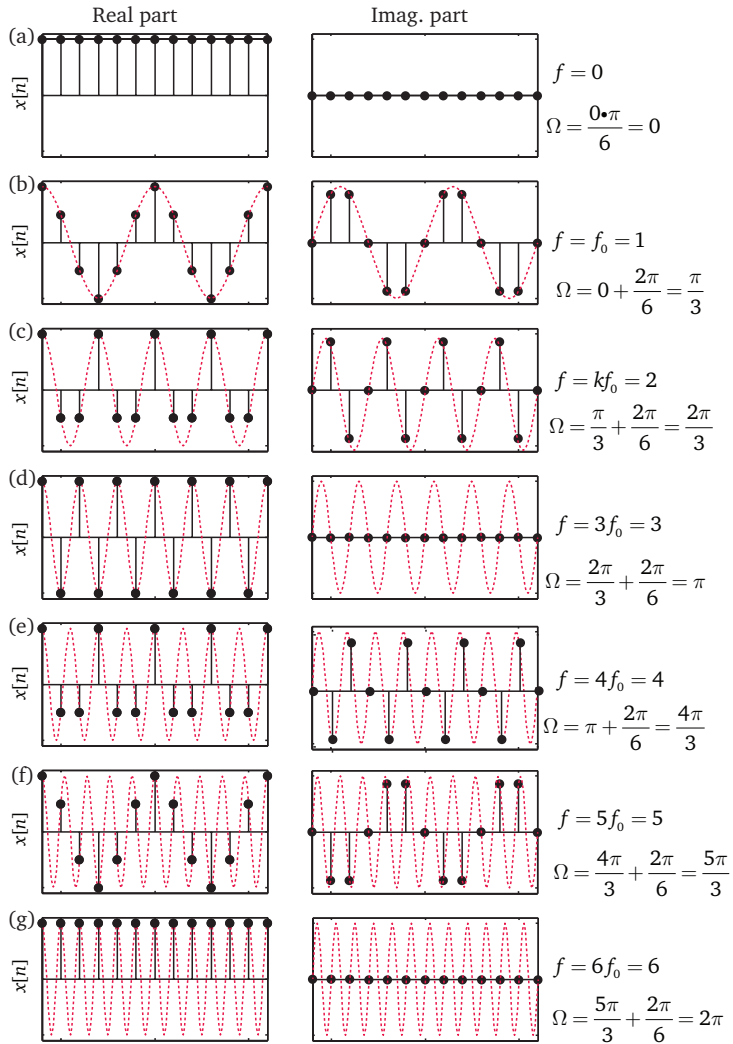 Real part Imag. part
(a) x[n] f = 0
Ω = 0•π/6 = 0
(b) x[n] f = f₀ = 1
Ω = 0 + 2π/6 = π/3
(c) x[n] f = kf₀ = 2
Ω = π/3 + 2π/6 = 2π/3
(d) x[n] f = 3f₀ = 3
Ω = 2π/3 + 2π/6 = π
(e) x[n] f = 4f₀ = 4
Ω = π + 2π/6 = 4π/3
(f) x[n] f = 5f₀ = 5
Ω = 4π/3 + 2π/6 = 5π/3
(g) x[n] f = 6f₀ = 6
Ω = 5π/3 + 2π/6 = 2π